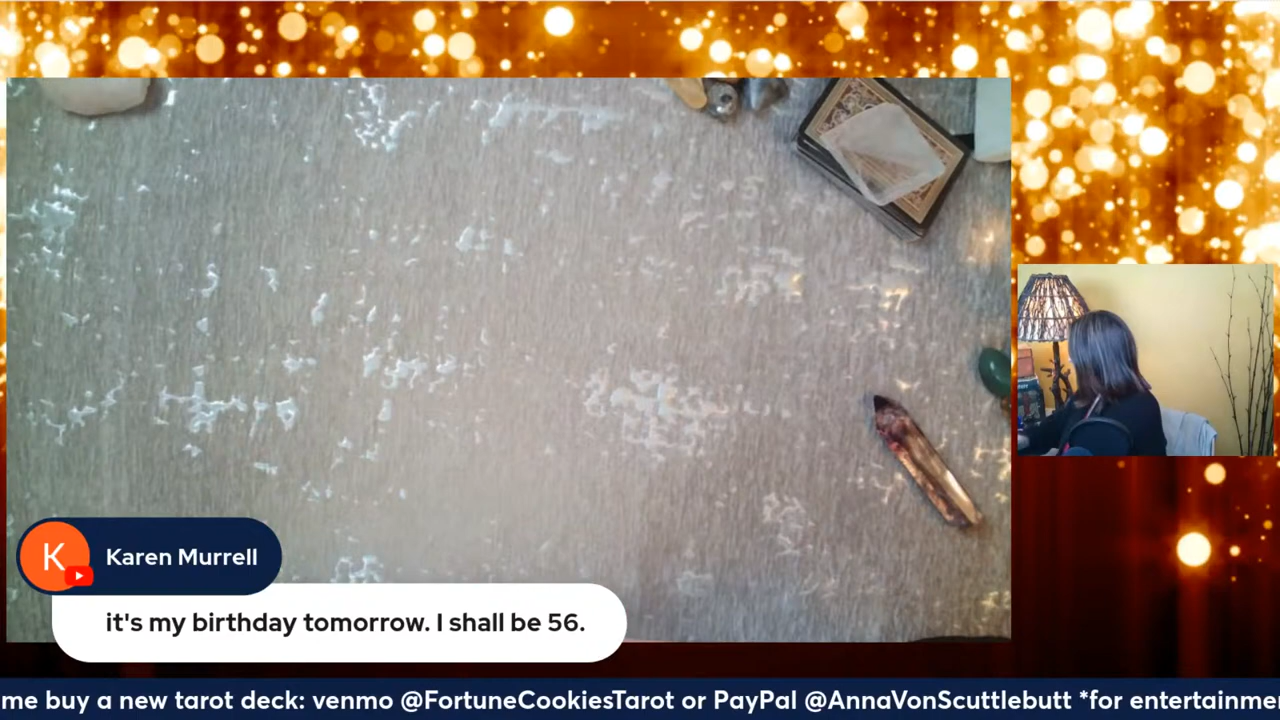 K
Karen Murrell
it's my birthday tomorrow. I shall be 56.
me buy a new tarot deck: venmo @FortuneCookiesTarot or PayPal @AnnaVonScuttlebutt *for entertainme